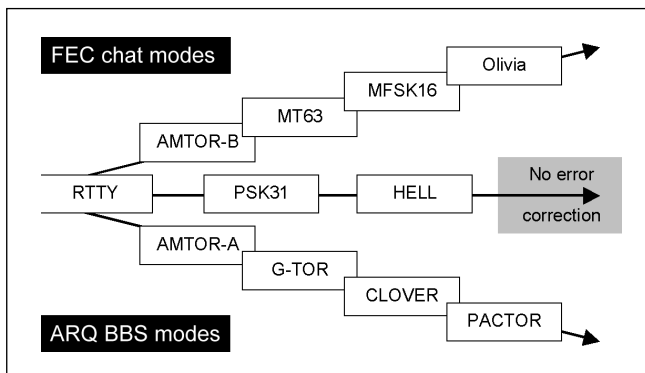 FEC chat modes
Olivia
MFSK16
MT63
AMTOR-B
RTTY
PSK31
HELL
No error
correction
AMTOR-A
G-TOR
CLOVER
PACTOR
ARQ BBS modes